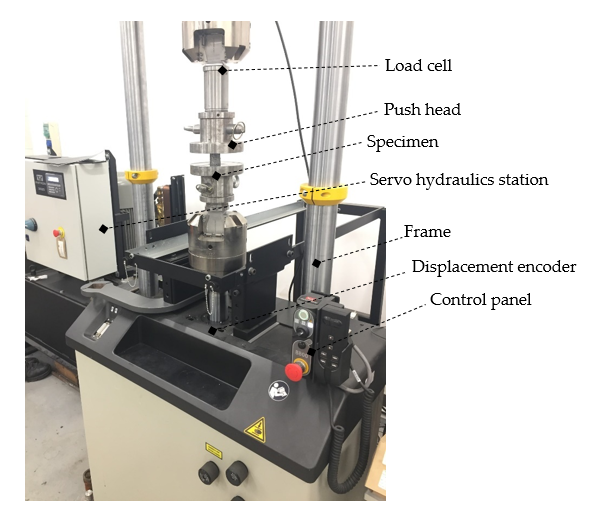 Load cell
Push head
Specimen
Servo hydraulics station
Frame
Displacement encoder
Control panel